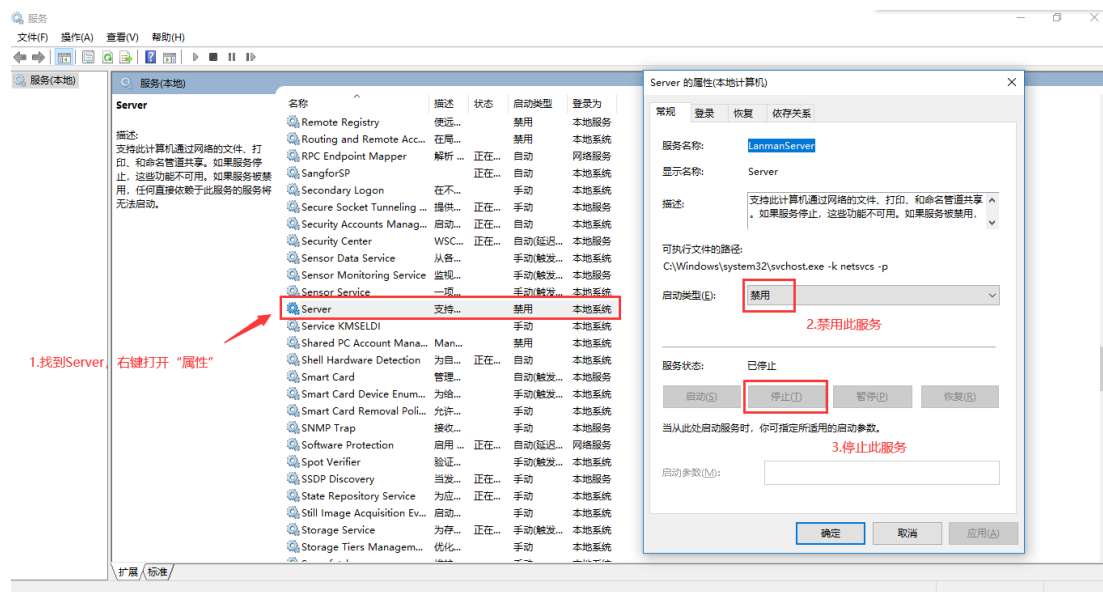 服务
文件(F) 操作(A) 查看(V) 帮助(H)
服务(本地)
服务(本地)
Server
描述:
支持此计算机通过网络的文件、打
印、和命名管道共享。如果服务停
止，这些功能不可用。如果服务被禁
用，任何直接依赖于此服务的服务将
无法启动。
名称 描述 状态 启动类型 登录为
Remote Registry 使远... 禁用 本地服务
Routing and Remote Acc... 在局... 禁用 本地系统
RPC Endpoint Mapper 解析 ... 正在... 自动 网络服务
SangforSP 正在... 自动 本地系统
Secondary Logon 在不... 手动 本地系统
Secure Socket Tunneling ... 提供... 正在... 手动 本地服务
Security Accounts Manag... 启动... 正在... 自动 本地系统
Security Center WSC... 正在... 自动(延迟... 本地服务
Sensor Data Service 从各... 手动(触发... 本地系统
Sensor Monitoring Service 监视... 手动(触发... 本地服务
Sensor Service 一项... 手动(触发... 本地系统
Server 支持... 禁用 本地系统
Service KMSELDI 手动 本地系统
Shared PC Account Mana... Man... 禁用 本地系统
Shell Hardware Detection 为自... 正在... 自动 本地系统
Smart Card 管理... 自动(触发... 本地服务
Smart Card Device Enum... 为给... 手动(触发... 本地系统
Smart Card Removal Poli... 允许... 手动 本地系统
SNMP Trap 接收... 手动 本地服务
Software Protection 启用 ... 正在... 自动(延迟... 网络服务
Spot Verifier 验证... 手动(触发... 本地系统
SSDP Discovery 当发... 正在... 手动 本地服务
State Repository Service 为应... 正在... 手动 本地系统
Still Image Acquisition Ev... 启动... 手动 本地系统
Storage Service 为存... 正在... 手动(触发... 本地系统
Storage Tiers Managem... 优化... 手动 本地系统
扩展 标准
1.找到Server，右键打开“属性”
Server 的属性(本地计算机)
常规 登录 恢复 依存关系
服务名称: LanmanServer
显示名称: Server
描述: 支持此计算机通过网络的文件、打印、和命名管道共享
。如果服务停止，这些功能不可用。如果服务被禁用，
可执行文件的路径:
C:\Windows\system32\svchost.exe -k netsvcs -p
启动类型(E): 禁用
2.禁用此服务
服务状态: 已停止
启动(S) 停止(T) 暂停(P) 恢复(R)
当从此处启动服务时，你可指定所适用的启动参数。
3.停止此服务
启动参数(M):
确定 取消 应用(A)